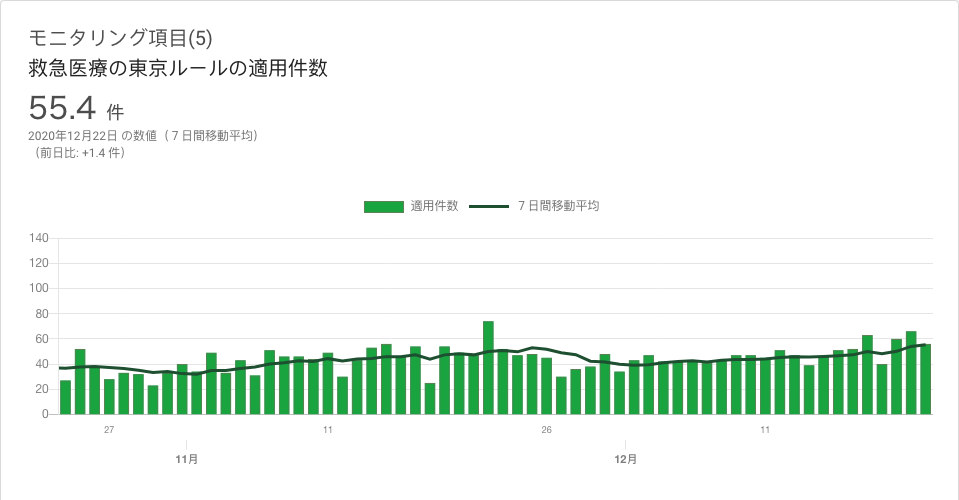 モニタリング項目(5)
救急医療の東京ルールの適用件数
55.4 件
2020年12月22日 の数値（７日間移動平均）
（前日比: +1.4 件）
適用件数 ７日間移動平均
140
120
100
80
60
40
20
0
27 11 26 11
11月 12月